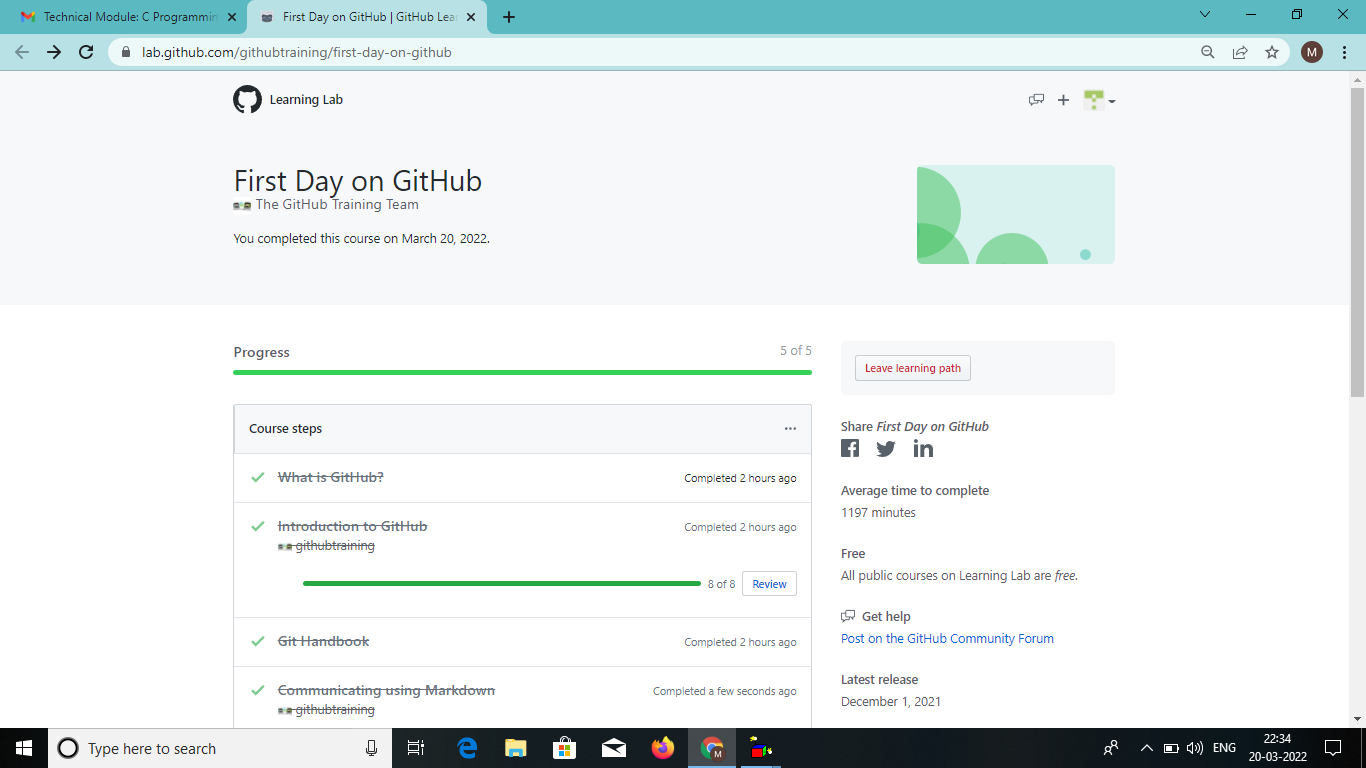 Technical Module: C Programmin
First Day on GitHub | GitHub Lea
lab.github.com/githubtraining/first-day-on-github
M
Learning Lab
First Day on GitHub
The GitHub Training Team
You completed this course on March 20, 2022.
Progress
5 of 5
Leave learning path
Course steps
Share First Day on GitHub
What is GitHub?
Completed 2 hours ago
Average time to complete
1197 minutes
Introduction to GitHub
Completed 2 hours ago
githubtraining
Free
All public courses on Learning Lab are free.
8 of 8
Review
Get help
Post on the GitHub Community Forum
Git Handbook
Completed 2 hours ago
Latest release
December 1, 2021
Communicating using Markdown
Completed a few seconds ago
githubtraining
Type here to search
M
ENG
22:34
20-03-2022